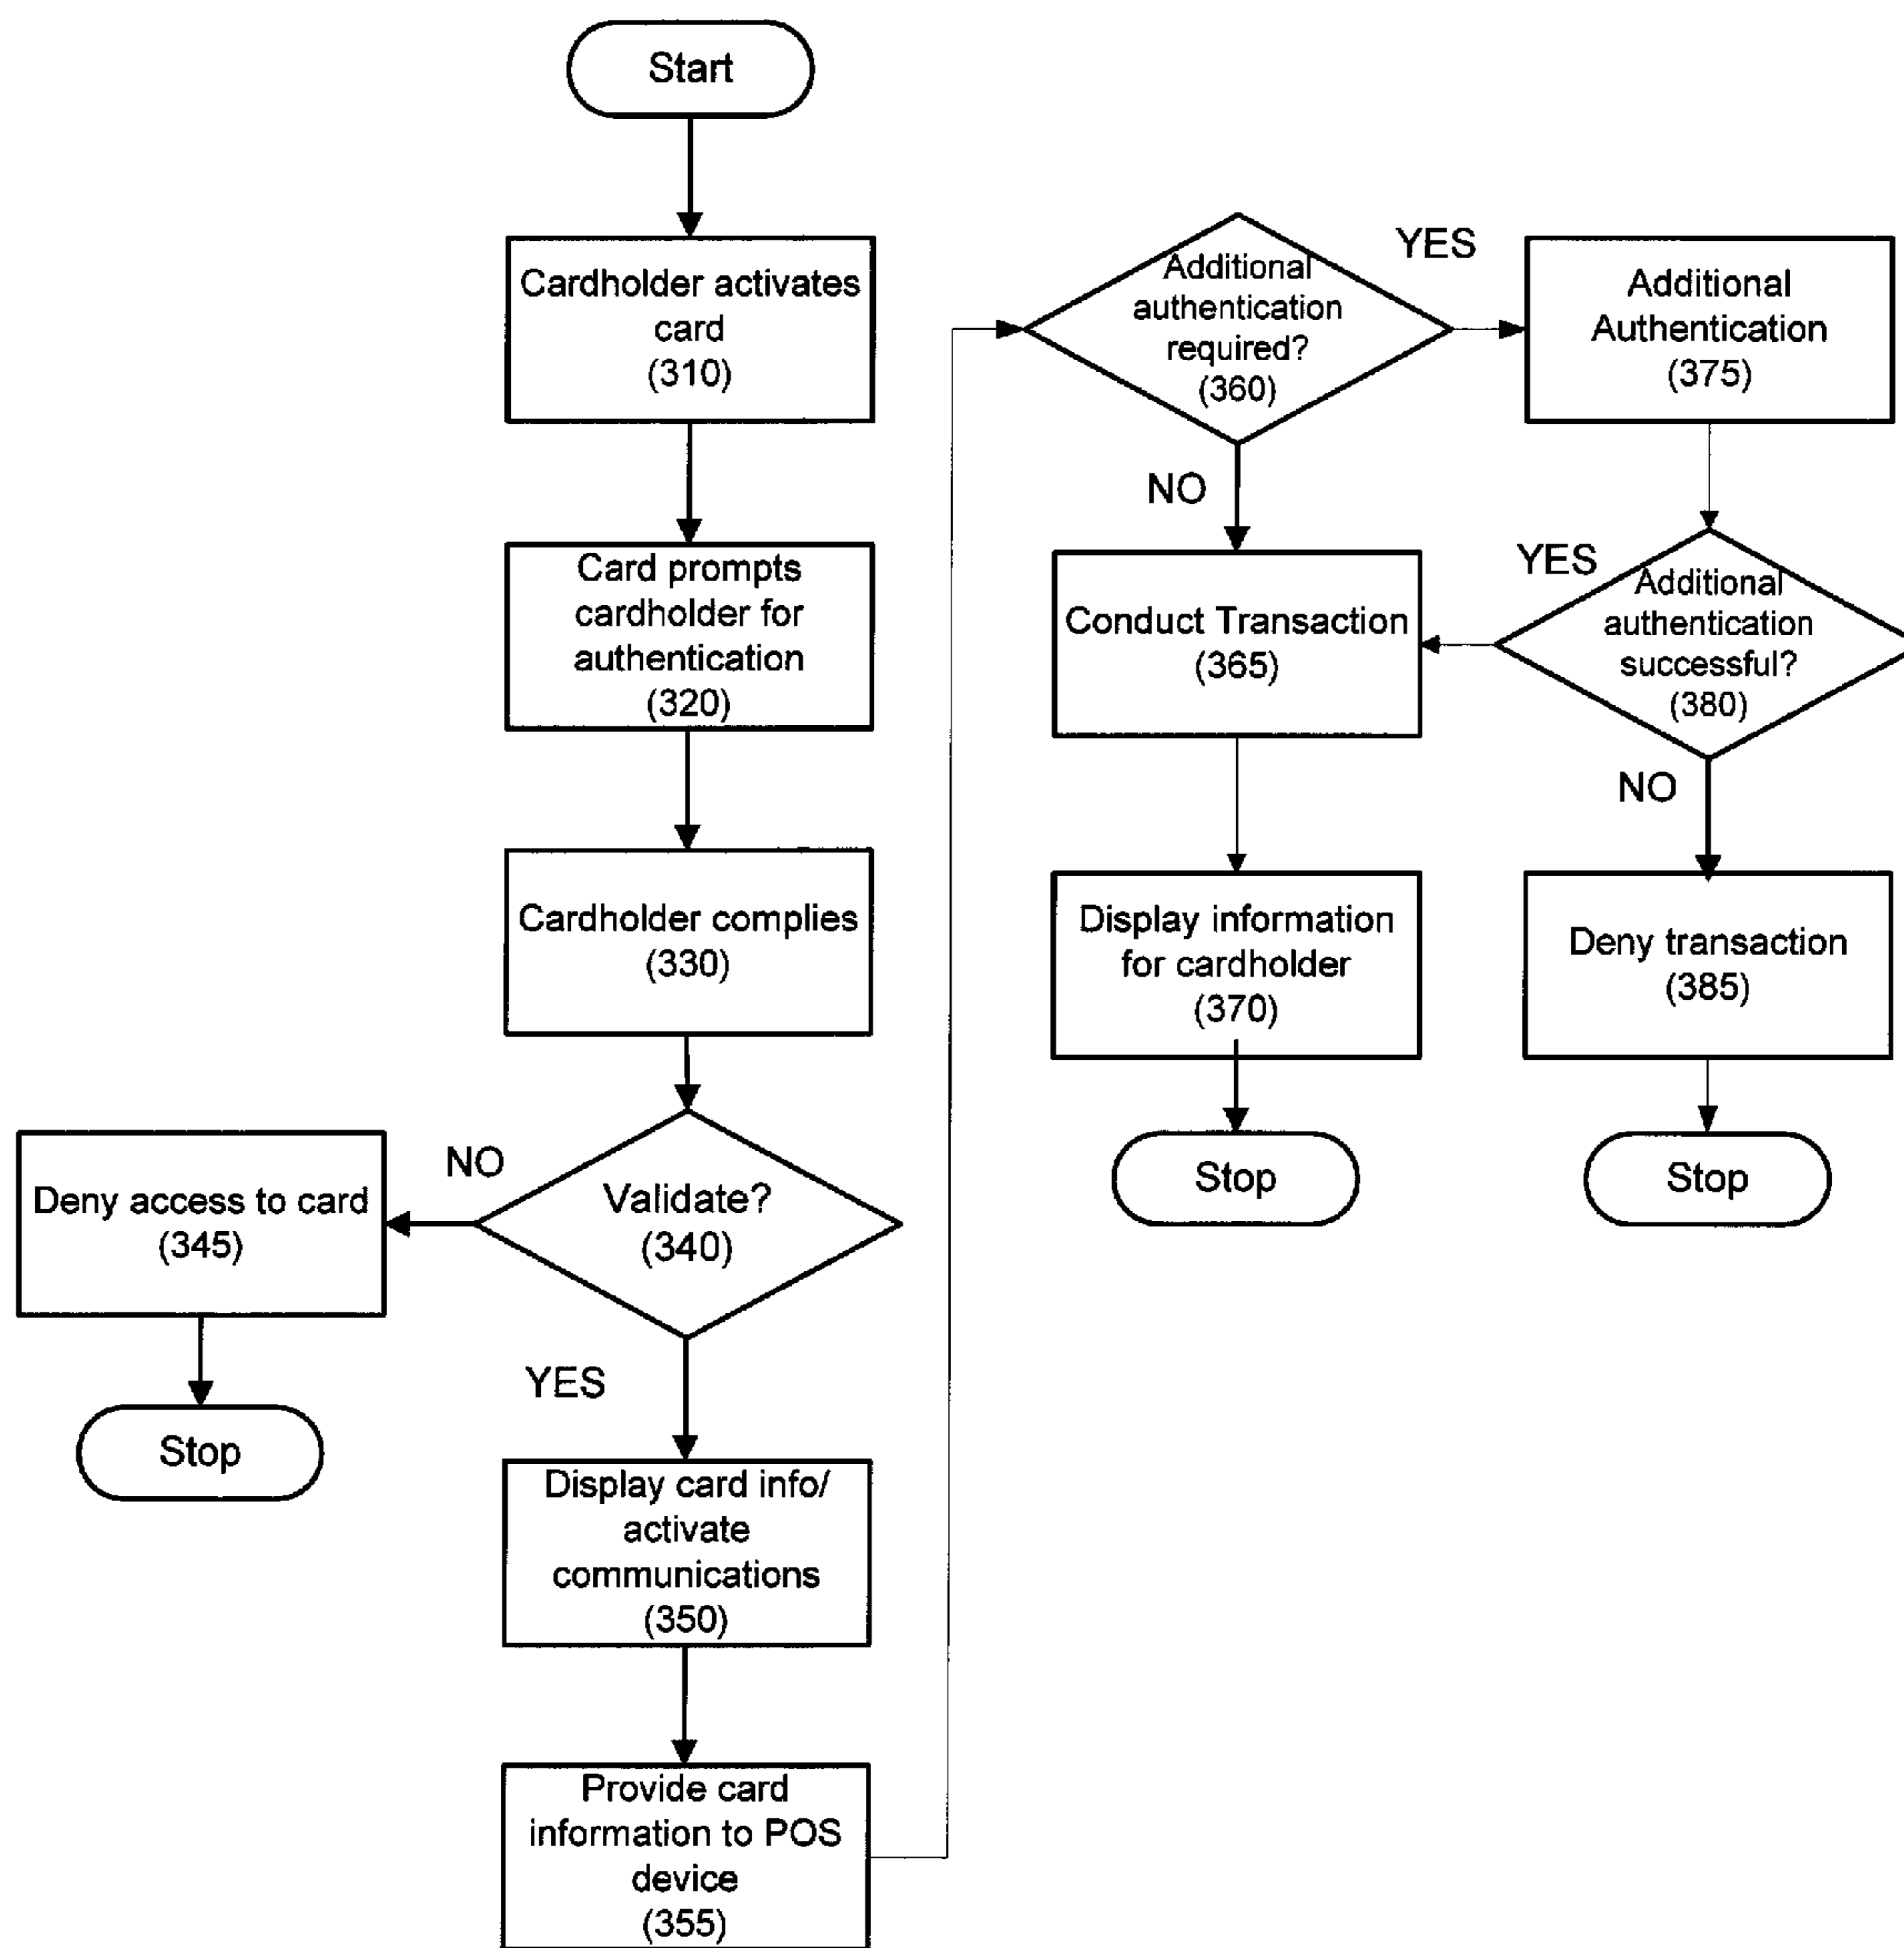 Start
Cardholder activates
card
(310)
Card prompts
cardholder for
authentication
(320)
Cardholder complies
(330)
Validate?
(340)
NO
Deny access to card
(345)
Stop
YES
Display card info/
activate
communications
(350)
Provide card
information to POS
device
(355)
Additional
authentication
required?
(360)
YES
Additional
Authentication
(375)
NO
Conduct Transaction
(365)
YES
Additional
authentication
successful?
(380)
NO
Display information
for cardholder
(370)
Deny transaction
(385)
Stop
Stop